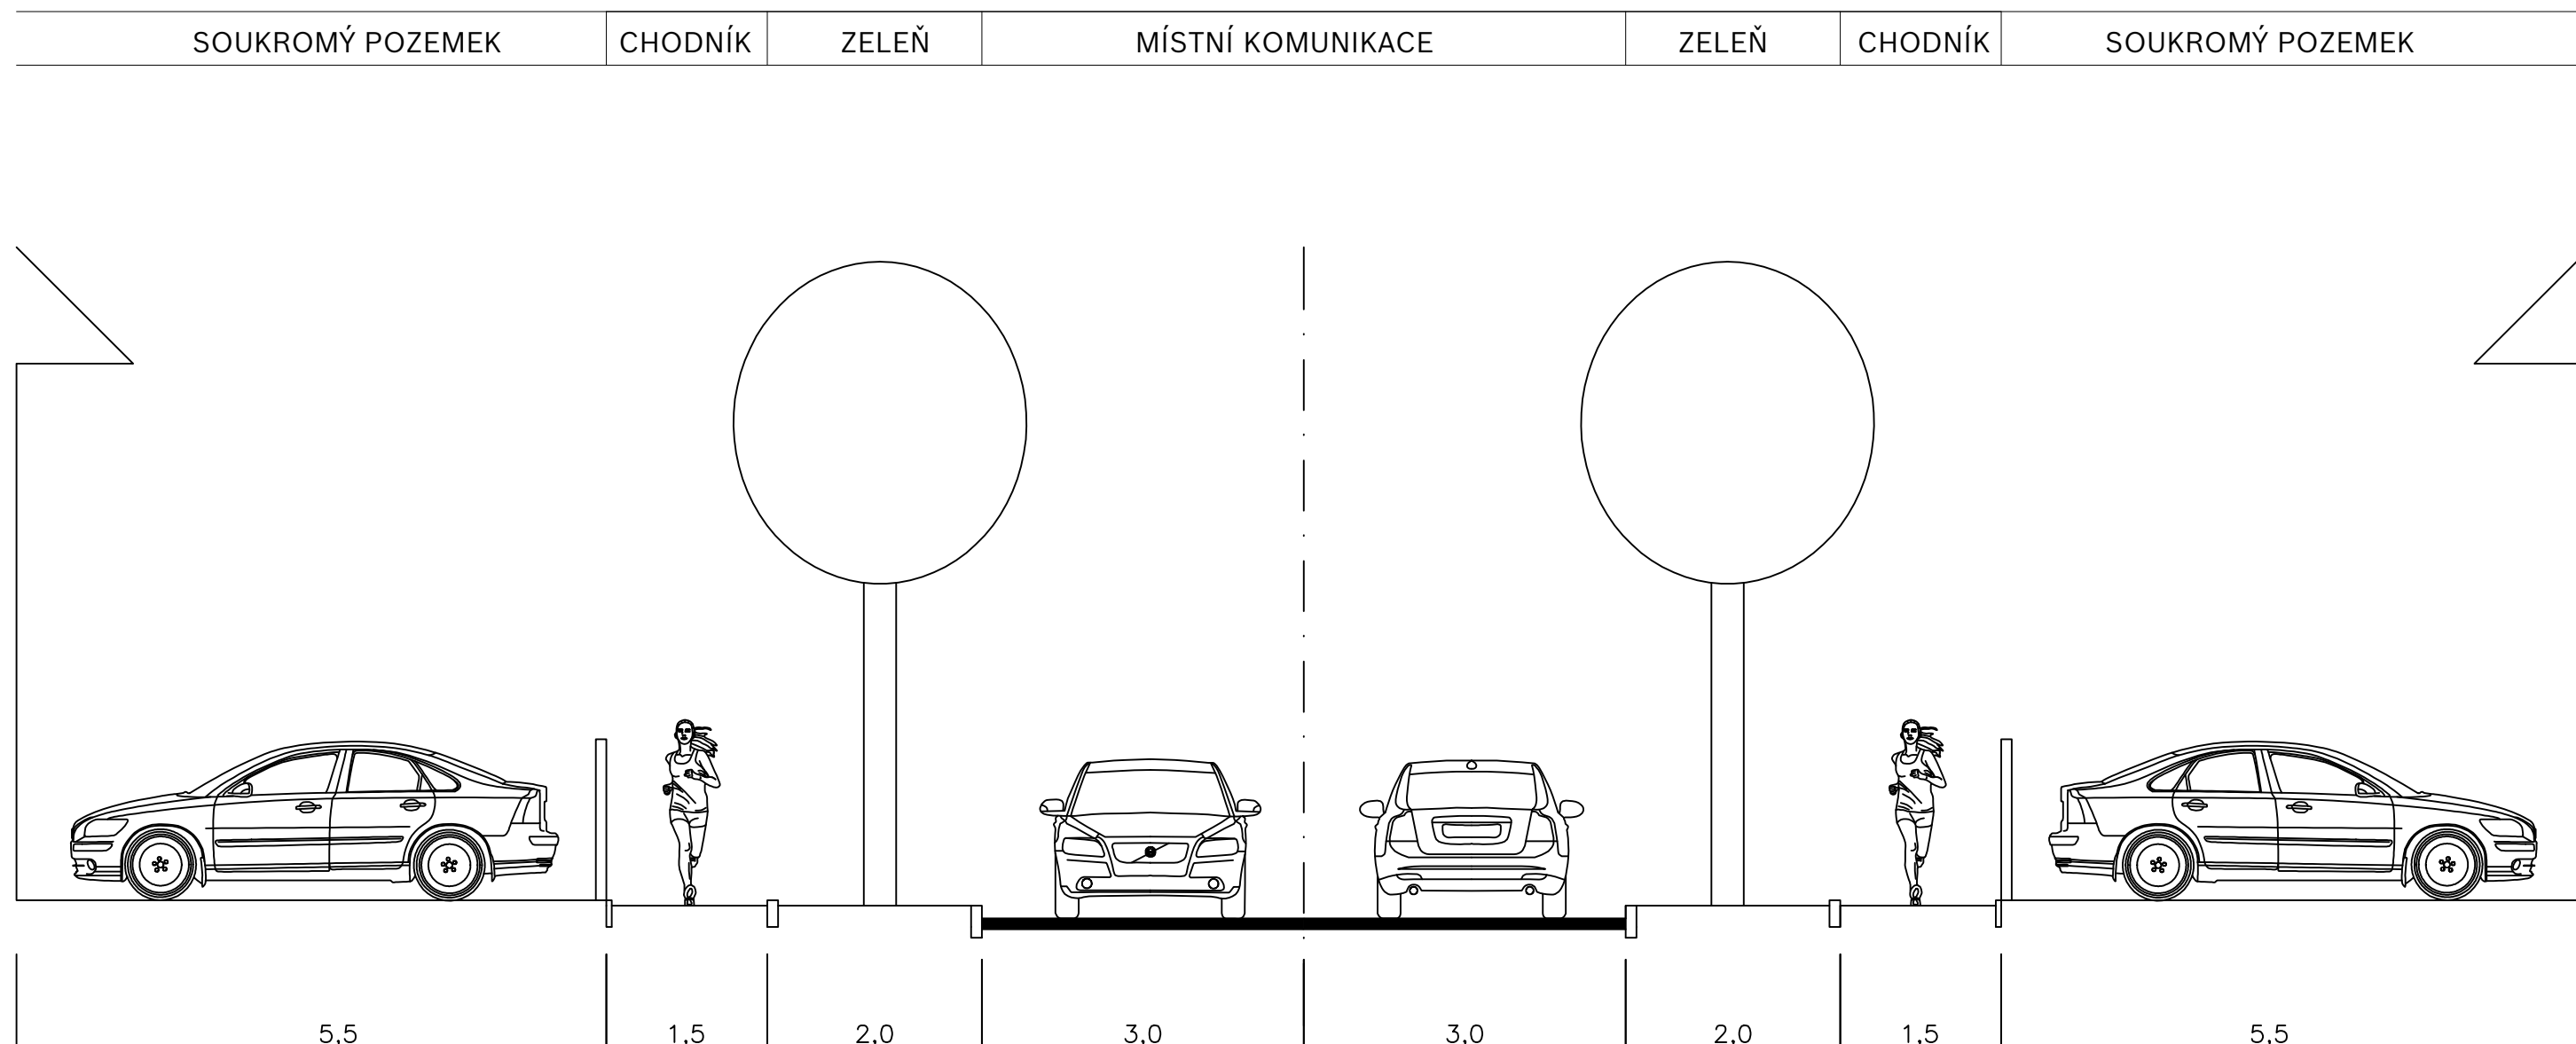 SOUKROMÝ POZEMEK CHODNÍK ZELEŇ MÍSTNÍ KOMUNIKACE ZELEŇ CHODNÍK SOUKROMÝ POZEMEK
5,5 1,5 2,0 3,0 3,0 2,0 1,5 5,5